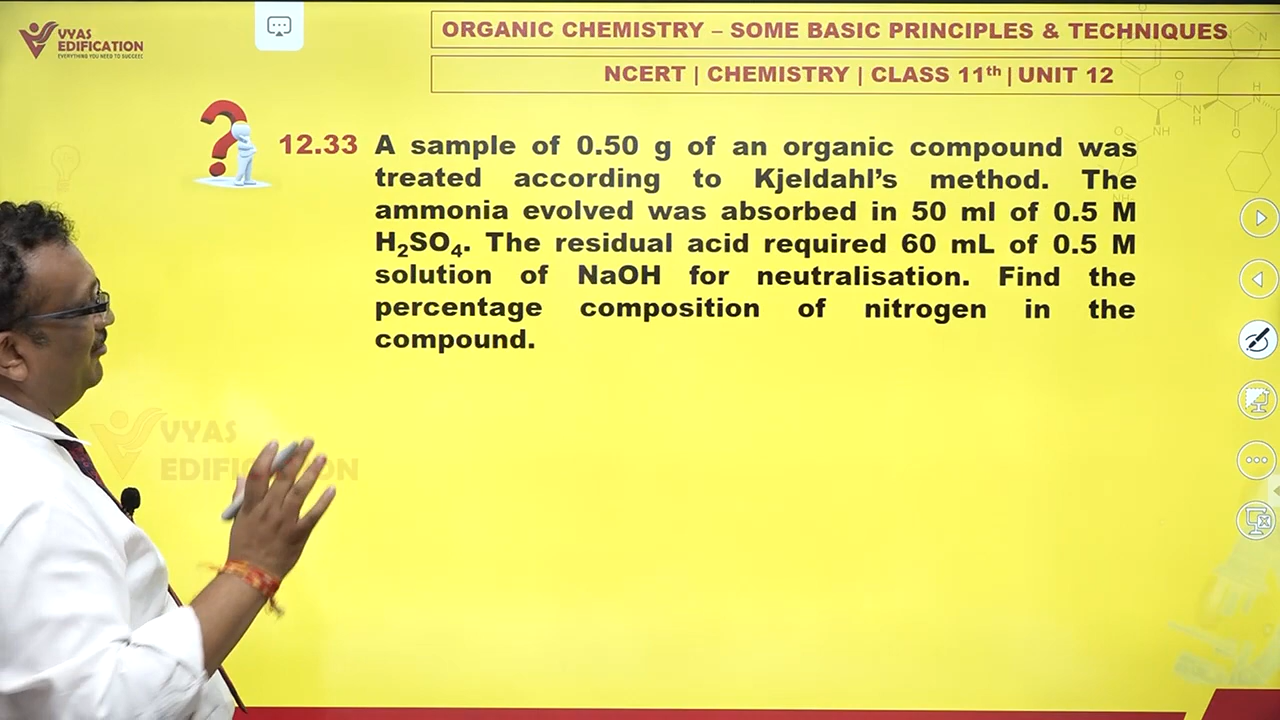 VYAS
EDIFICATION
EVERYTHING YOU NEED TO SUCCEED
ORGANIC CHEMISTRY – SOME BASIC PRINCIPLES & TECHNIQUES
NCERT | CHEMISTRY | CLASS 11th | UNIT 12
12.33 A sample of 0.50 g of an organic compound was
treated according to Kjeldahl's method. The
ammonia evolved was absorbed in 50 ml of 0.5 M
H₂SO₄. The residual acid required 60 mL of 0.5 M
solution of NaOH for neutralisation. Find the
percentage composition of nitrogen in the
compound.
VYAS